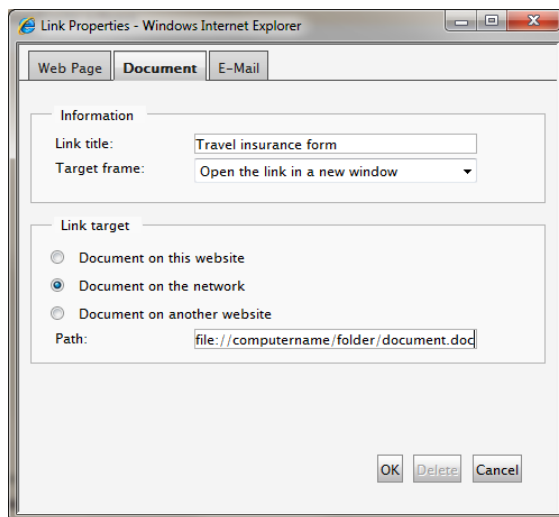 Link Properties - Windows Internet Explorer
Web Page Document E-Mail
Information
Link title: Travel insurance form
Target frame: Open the link in a new window
Link target
Document on this website
Document on the network
Document on another website
Path: file://computername/folder/document.doc
OK Delete Cancel